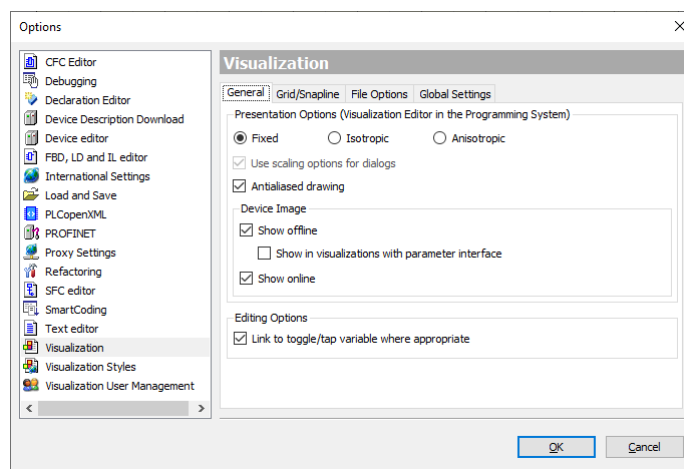 Options
CFC Editor
Debugging
Declaration Editor
Device Description Download
Device editor
FBD, LD and IL editor
International Settings
Load and Save
PLCopenXML
PROFINET
Proxy Settings
Refactoring
SFC editor
SmartCoding
Text editor
Visualization
Visualization Styles
Visualization User Management
Visualization
General Grid/Snapline File Options Global Settings
Presentation Options (Visualization Editor in the Programming System)
Fixed Isotropic Anisotropic
Use scaling options for dialogs
Antialiased drawing
Device Image
Show offline
Show in visualizations with parameter interface
Show online
Editing Options
Link to toggle/tap variable where appropriate
OK Cancel